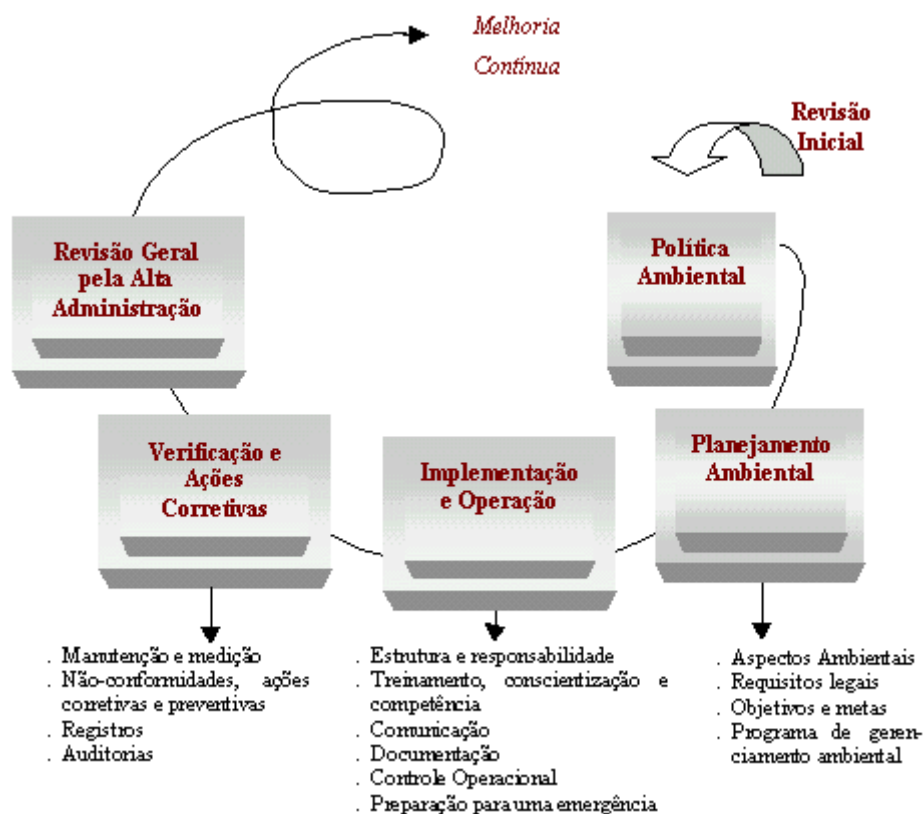 Melhoria
Contínua
Revisão
Inicial
Revisão Geral
pela Alta
Administração
Política
Ambiental
Verificação e
Ações
Corretivas
Implementação
e Operação
Planejamento
Ambiental
. Manutenção e medição
. Não-conformidades, ações
corretivas e preventivas
. Registros
. Auditorias
. Estrutura e responsabilidade
. Treinamento, conscientização e
competência
. Comunicação
. Documentação
. Controle Operacional
. Preparação para uma emergência
. Aspectos Ambientais
. Requisitos legais
. Objetivos e metas
. Programa de geren-
ciamento ambiental